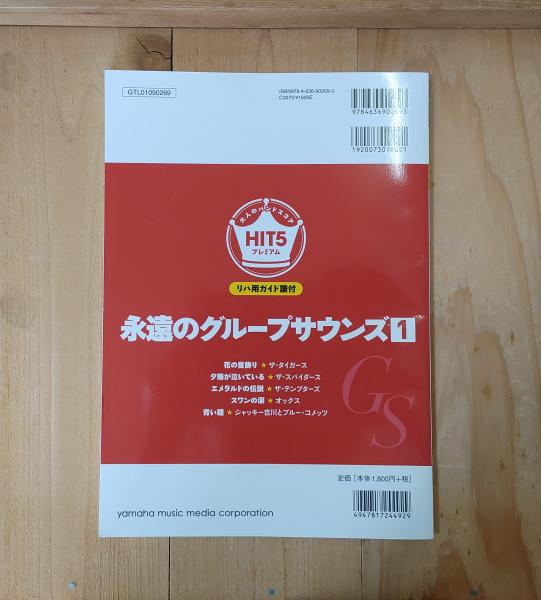 GTL01090269
ISBN978-4-636-90269-3
C0073 ¥1800E
大人のバンドスコア
HIT5
プレミアム
リハ用ガイド譜付
永遠のグループサウンズ1
花の首飾り★ザ・タイガース
夕陽が泣いている★ザ・スパイダース
エメラルドの伝説★ザ・テンプターズ
スワンの涙★オックス
青い瞳★ジャッキー吉川とブルー・コメッツ
GS
定価[本体1,800円+税]
4947817244929
yamaha music media corporation